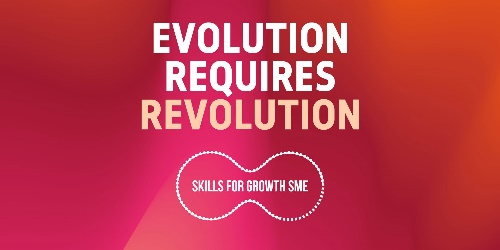 EVOLUTION
REQUIRES
REVOLUTION
SKILLS FOR GROWTH SME